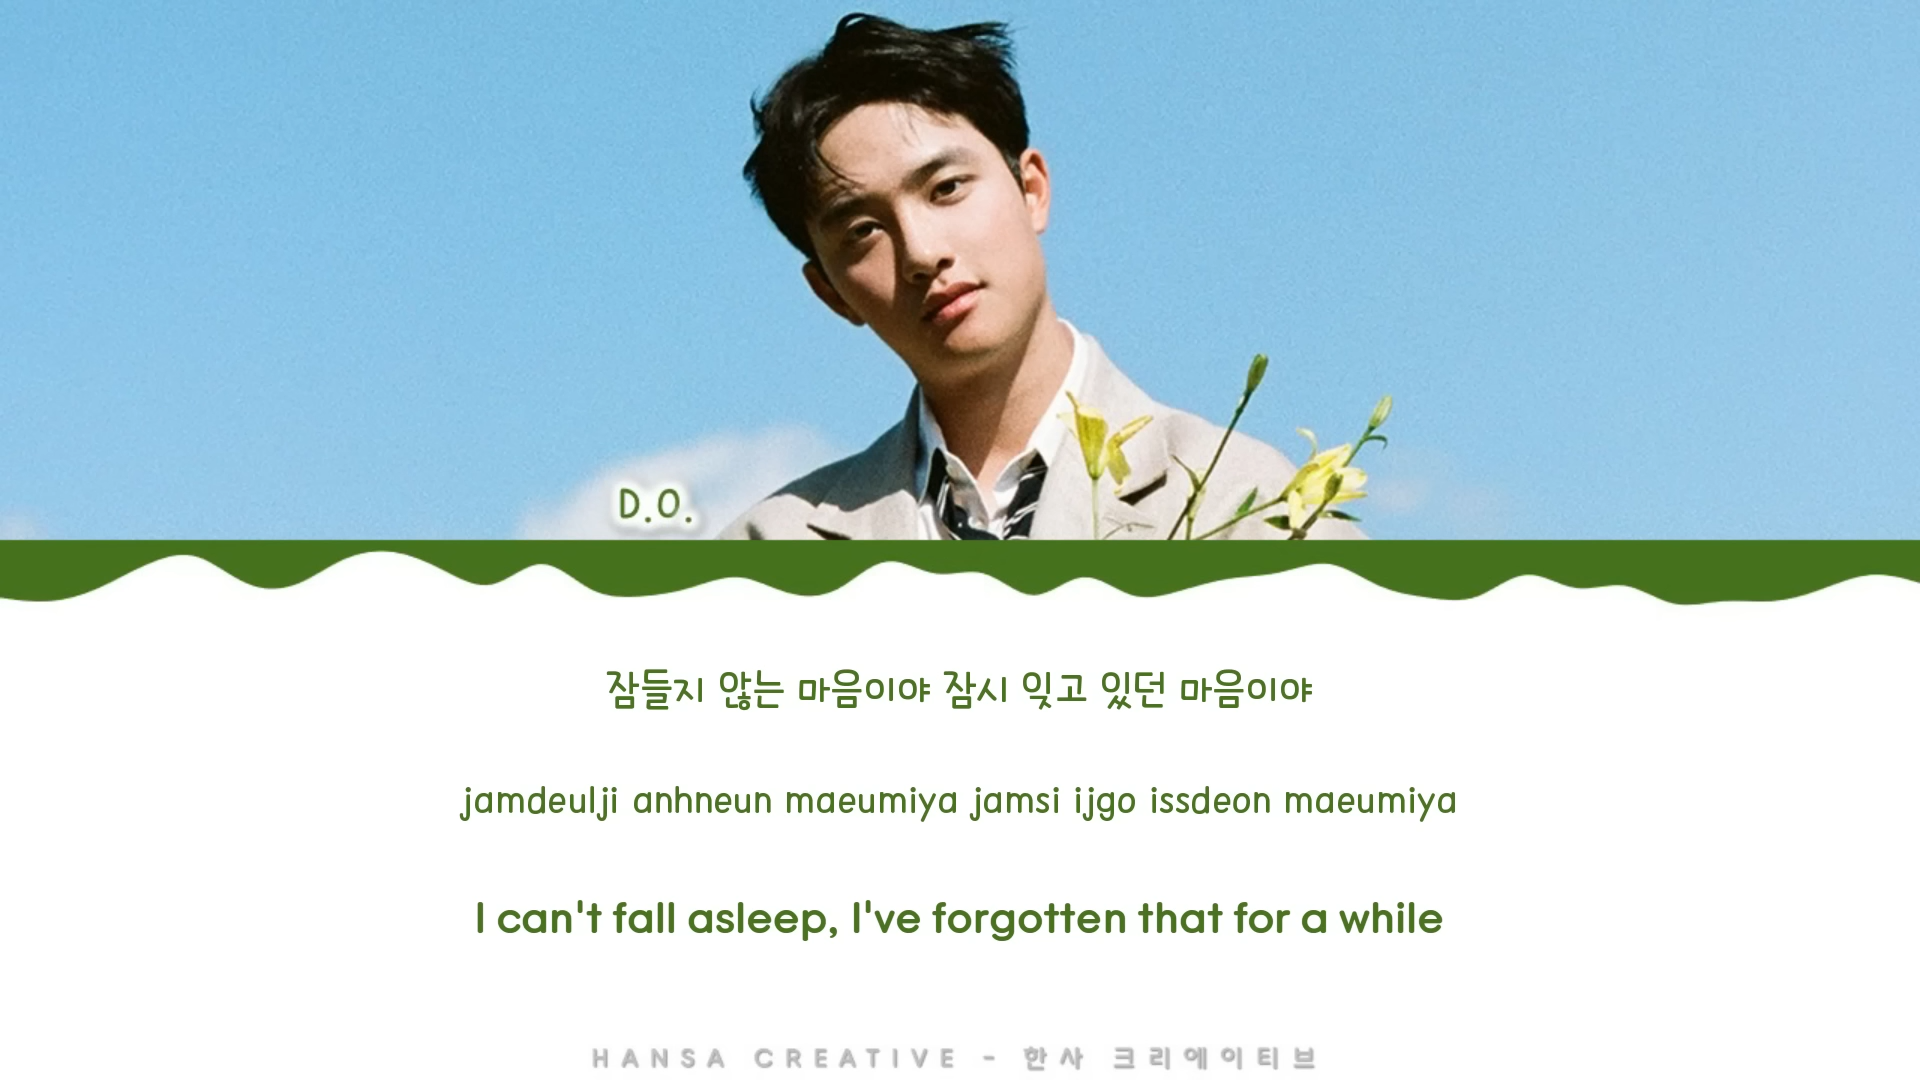 D.O.
잠들지 않는 마음이야 잠시 잊고 있던 마음이야
jamdeulji anhneun maeumiya jamsi ijgo issdeon maeumiya
I can't fall asleep, I've forgotten that for a while
HANSA CREATIVE - 한사 크리에이티브